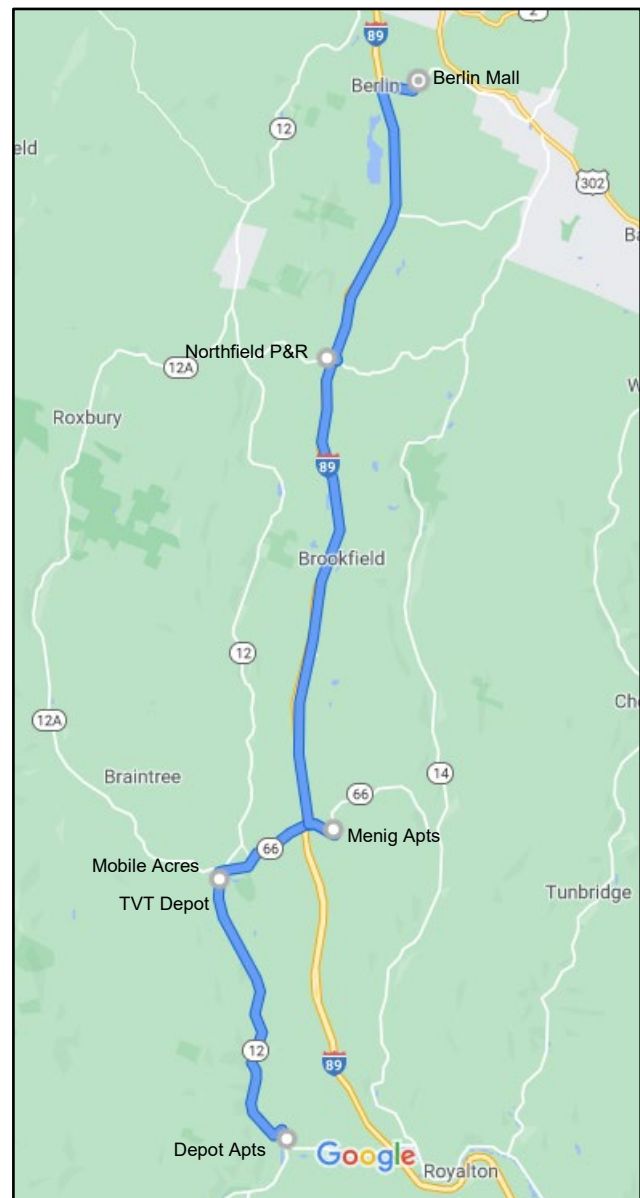 2
89
Berlin Mall
Berlin
12
eld
302
Ba
Northfield P&R
12A
W
Roxbury
89
Brookfield
12
Ch
12A
14
Braintree
66
66
Menig Apts
Mobile Acres
Tunbridge
TVT Depot
12
89
Depot Apts
Google
Royalton